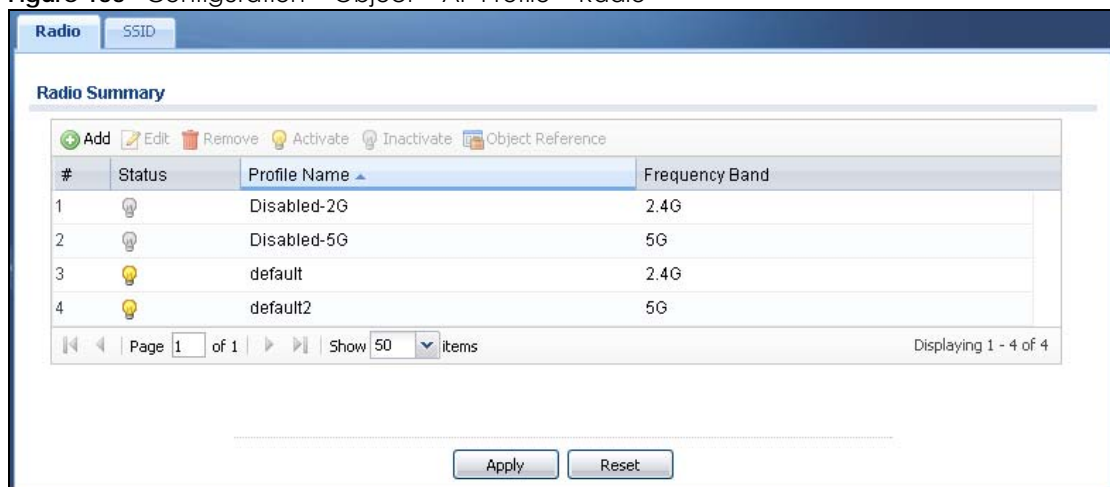 Radio SSID
Radio Summary
Add Edit Remove Activate Inactivate Object Reference
# Status Profile Name Frequency Band
1 Disabled-2G 2.4G
2 Disabled-5G 5G
3 default 2.4G
4 default2 5G
Page 1 of 1 Show 50 items Displaying 1 - 4 of 4
Apply Reset